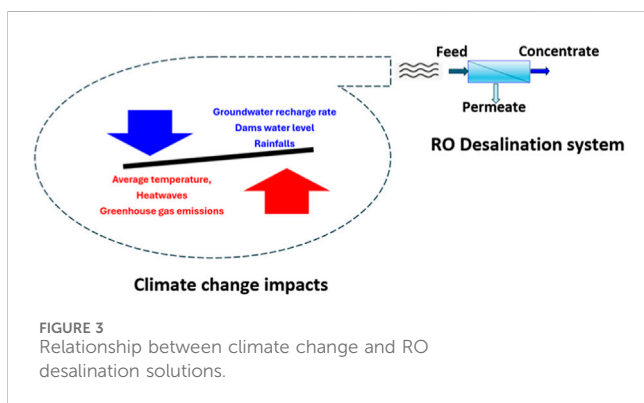 Feed
Concentrate
Permeate
RO Desalination system
Groundwater recharge rate
Dams water level
Rainfalls
Average temperature,
Heatwaves
Greenhouse gas emissions
Climate change impacts
FIGURE 3
Relationship between climate change and RO
desalination solutions.